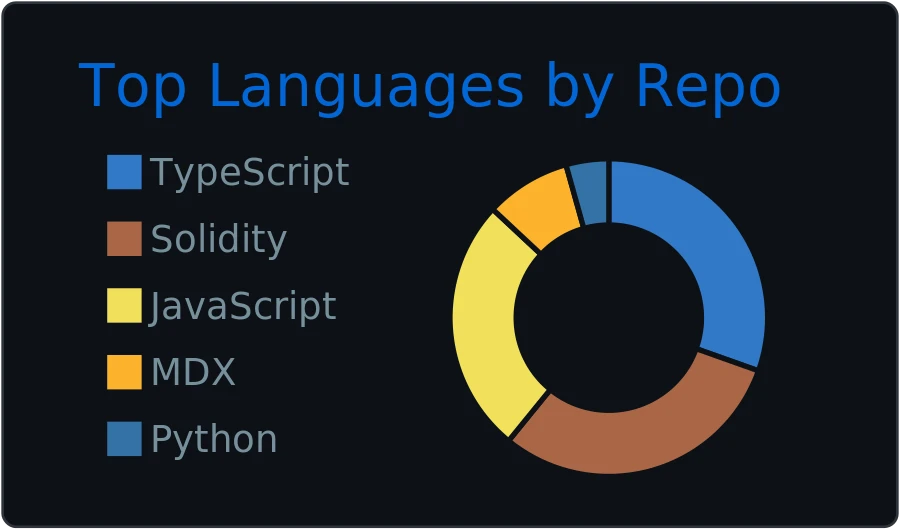 Top Languages by Repo
TypeScript
Solidity
JavaScript
MDX
Python